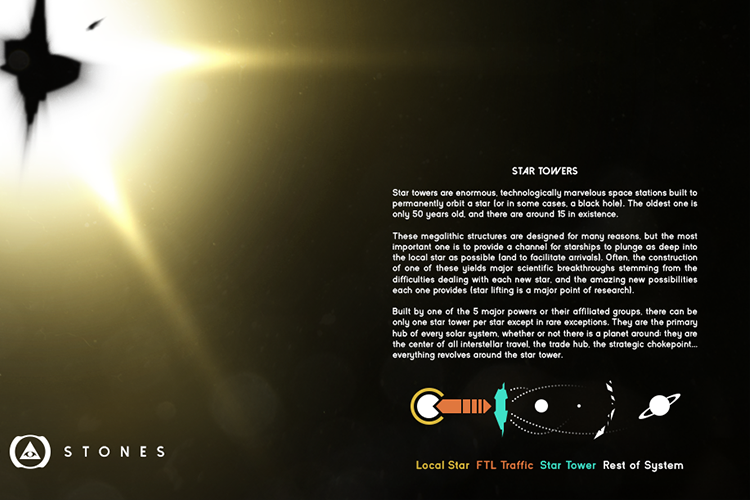 STAR TOWERS
Star towers are enormous, technologically marvelous space stations built to
permanently orbit a star (or in some cases, a black hole). The oldest one is
only 50 years old, and there are around 15 in existence.
These megalithic structures are designed for many reasons, but the most
important one is to provide a channel for starships to plunge as deep into
the local star as possible (and to facilitate arrivals). Often, the construction
of one of these yields major scientific breakthroughs stemming from the
difficulties dealing with each new star, and the amazing new possibilities
each one provides (star lifting is a major point of research).
Built by one of the 5 major powers or their affiliated groups, there can be
only one star tower per star except in rare exceptions. They are the primary
hub of every solar system, whether or not there is a planet around; they are
the center of all interstellar travel, the trade hub, the strategic chokepoint...
everything revolves around the star tower.
STONES
Local Star FTL Traffic Star Tower Rest of System